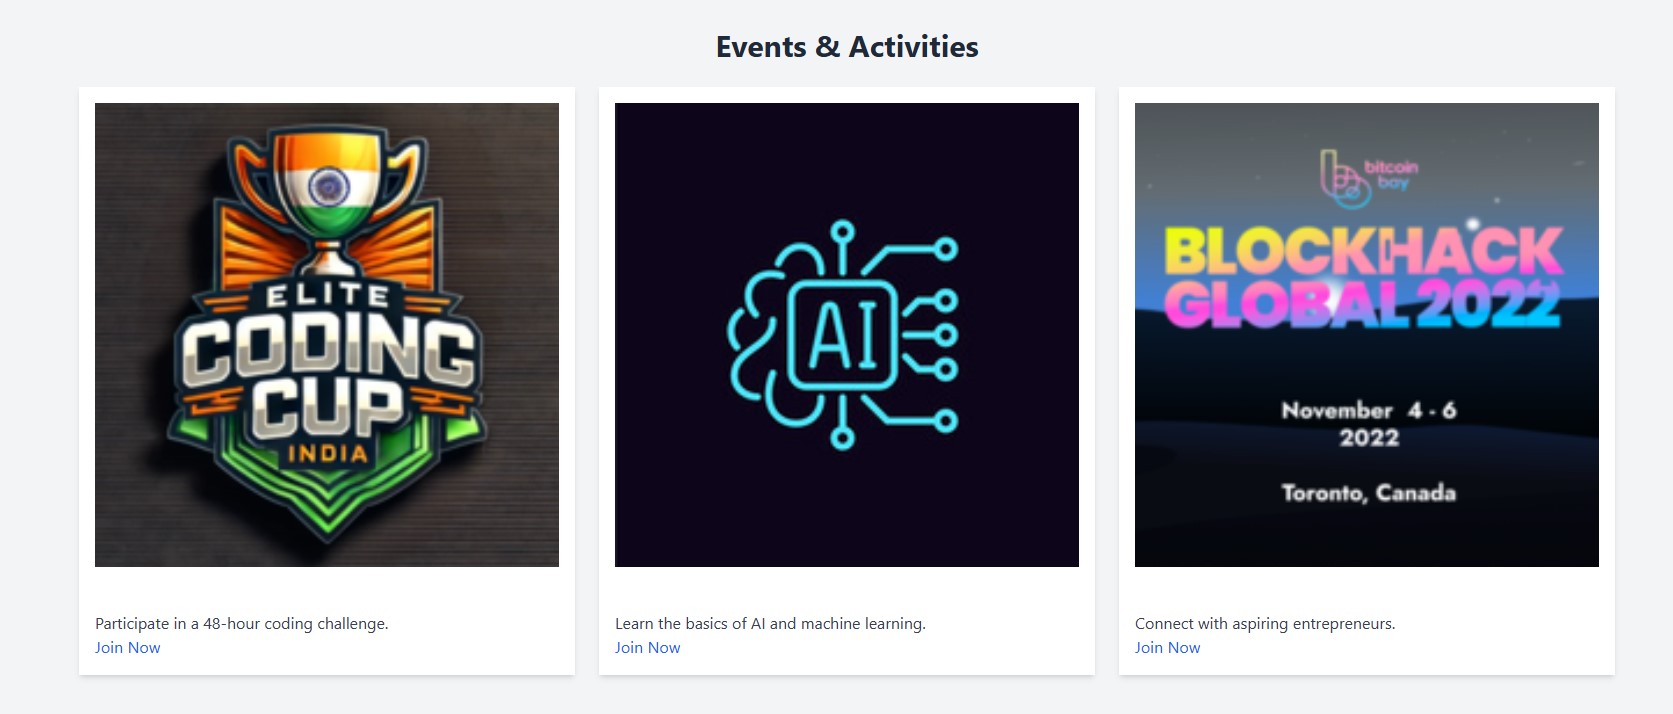 Events & Activities
ELITE
CODING
CUP
INDIA
Participate in a 48-hour coding challenge.
Join Now
AI
Learn the basics of AI and machine learning.
Join Now
bitcoin
bay
BLOCKHACK
GLOBAL 2022
November 4 - 6
2022
Toronto, Canada
Connect with aspiring entrepreneurs.
Join Now